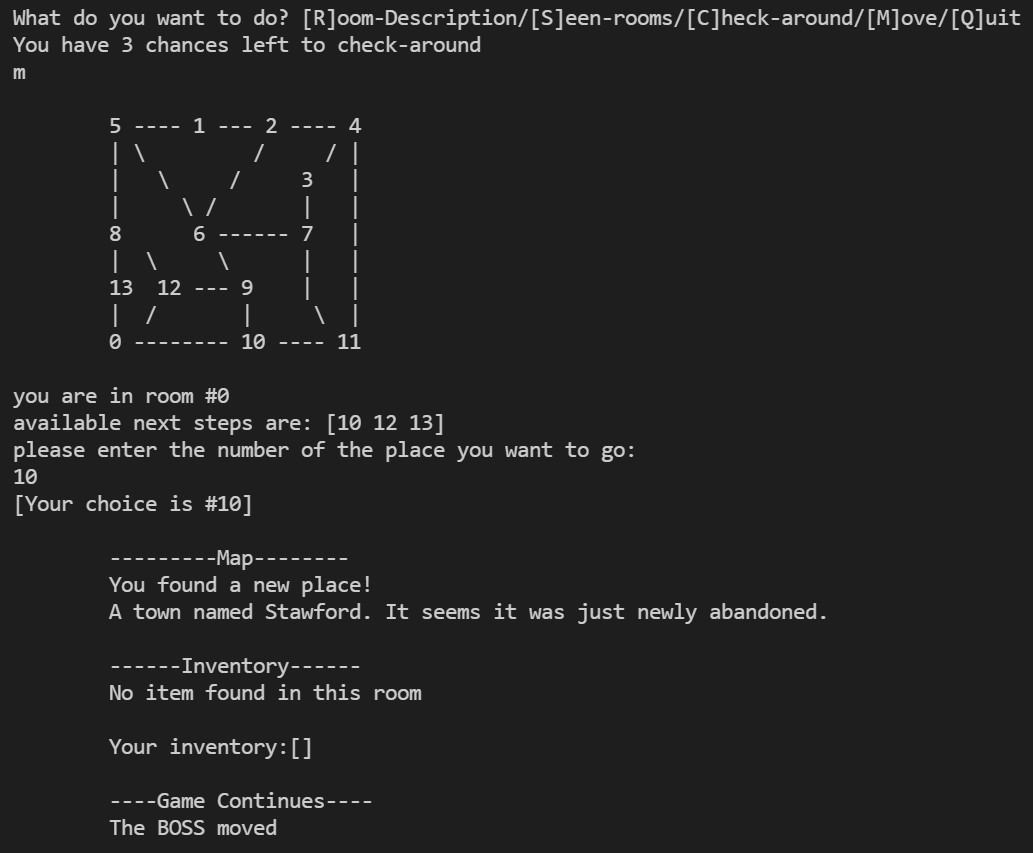 What do you want to do? [R]oom-Description/[S]een-rooms/[C]heck-around/[M]ove/[Q]uit
You have 3 chances left to check-around
m

        5 ---- 1 --- 2 ---- 4
        | \         /     / |
        |   \     /     3   |
        |     \ /       |   |
        8      6 ------ 7   |
        |  \     \      |   |
        13  12 --- 9    |   |
        |  /       |     \  |
        0 -------- 10 ---- 11

you are in room #0
available next steps are: [10 12 13]
please enter the number of the place you want to go:
10
[Your choice is #10]

        ---------Map--------
        You found a new place!
        A town named Stawford. It seems it was just newly abandoned.

        ------Inventory------
        No item found in this room

        Your inventory:[]

        ----Game Continues----
        The BOSS moved